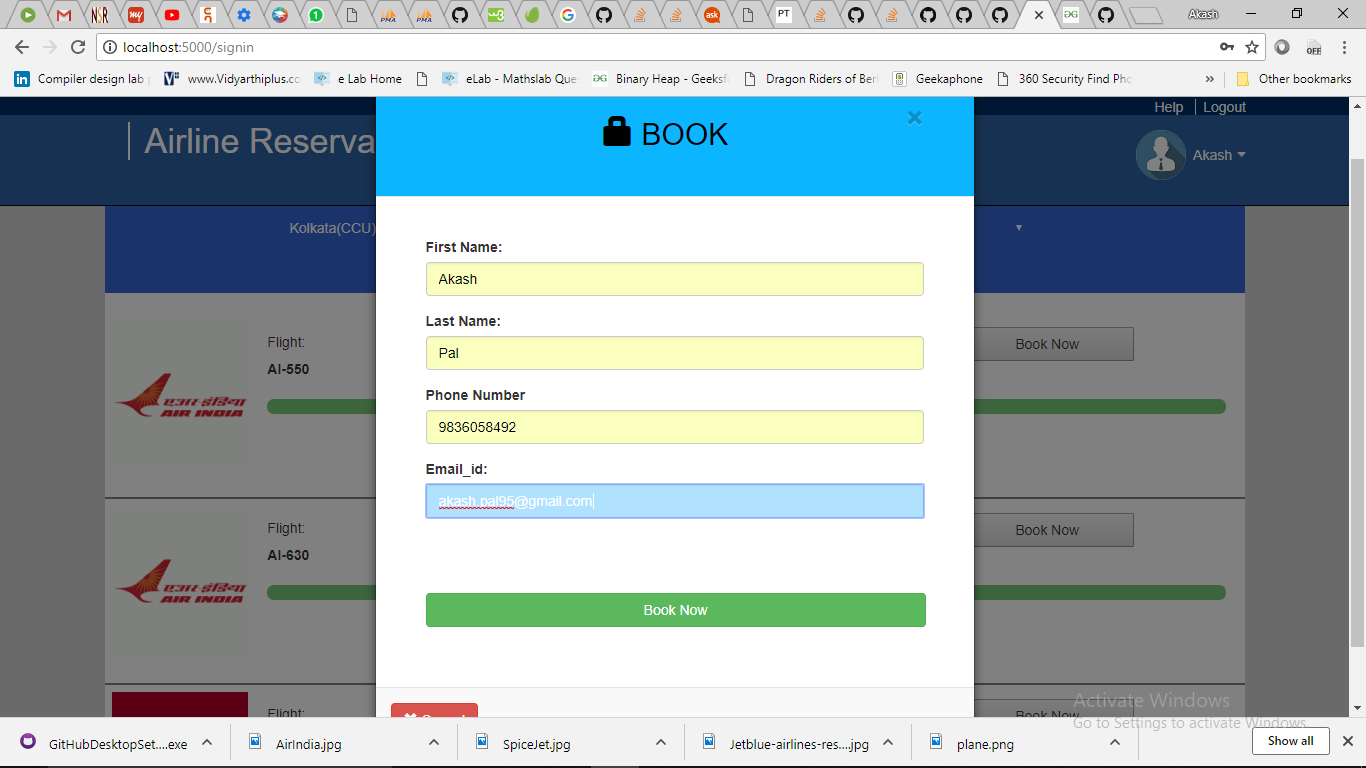 Akash
localhost:5000/signin
OFF
Compiler design lab
www.Vidyarthiplus.co
e Lab Home
eLab - Mathslab Que
Binary Heap - Geeksf
Dragon Riders of Ber
Geekaphone
360 Security Find Pho
»
Other bookmarks
Help
Logout
Airline Reserva
BOOK
×
Akash
Kolkata(CCU)
First Name:
Akash
Last Name:
Pal
Phone Number
9836058492
Email_id:
akash.pal95@gmail.com
Book Now
Flight:
AI-550
एअर इंडिया
AIR INDIA
Book Now
Flight:
AI-630
एअर इंडिया
AIR INDIA
Book Now
Flight:
Book Now
Activate Windows
Go to Settings to activate Windows.
GitHubDesktopSet....exe
AirIndia.jpg
SpiceJet.jpg
Jetblue-airlines-res....jpg
plane.png
Show all